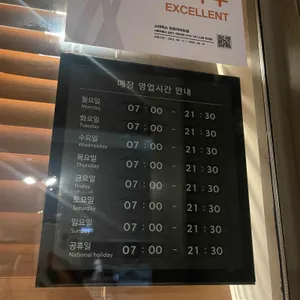 EXCELLENT
매장 영업시간 안내
월요일 07 : 00 - 21 : 30
Monday
화요일 07 : 00 - 21 : 30
Tuesday
수요일 07 : 00 - 21 : 30
Wednesday
목요일 07 : 00 - 21 : 30
Thursday
금요일 07 : 00 - 21 : 30
Friday
토요일 07 : 00 - 21 : 30
Saturday
일요일 07 : 00 - 21 : 30
Sunday
공휴일 07 : 00 - 21 : 30
National holiday